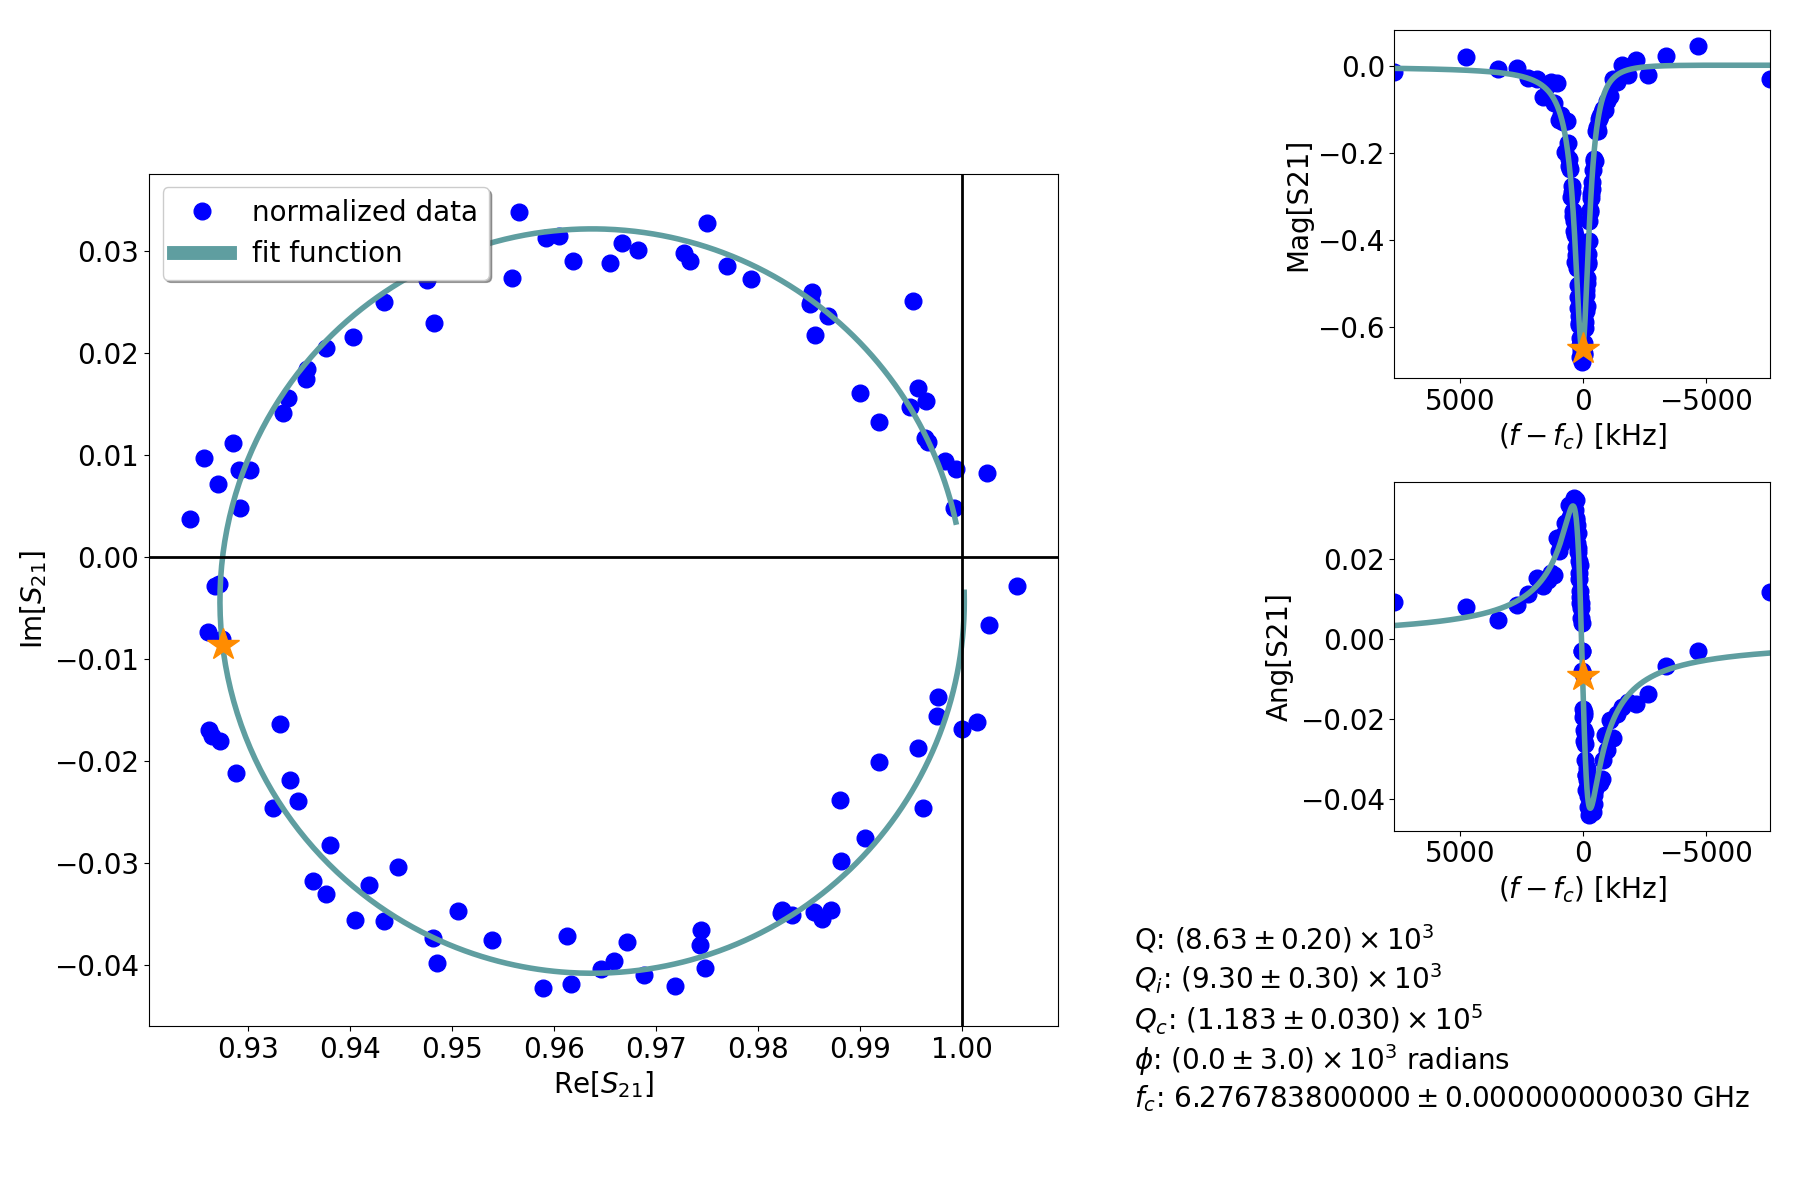 normalized data
fit function
0.03
0.02
0.01
0.00
−0.01
−0.02
−0.03
−0.04
Im[S21]
0.93 0.94 0.95 0.96 0.97 0.98 0.99 1.00
Re[S21]
0.0
−0.2
−0.4
−0.6
Mag[S21]
5000 0 −5000
(f − fc) [kHz]
0.02
0.00
−0.02
−0.04
Ang[S21]
5000 0 −5000
(f − fc) [kHz]
Q: (8.63 ± 0.20) × 10³
Qi: (9.30 ± 0.30) × 10³
Qc: (1.183 ± 0.030) × 10⁵
ϕ: (0.0 ± 3.0) × 10³ radians
fc: 6.276783800000 ± 0.000000000030 GHz